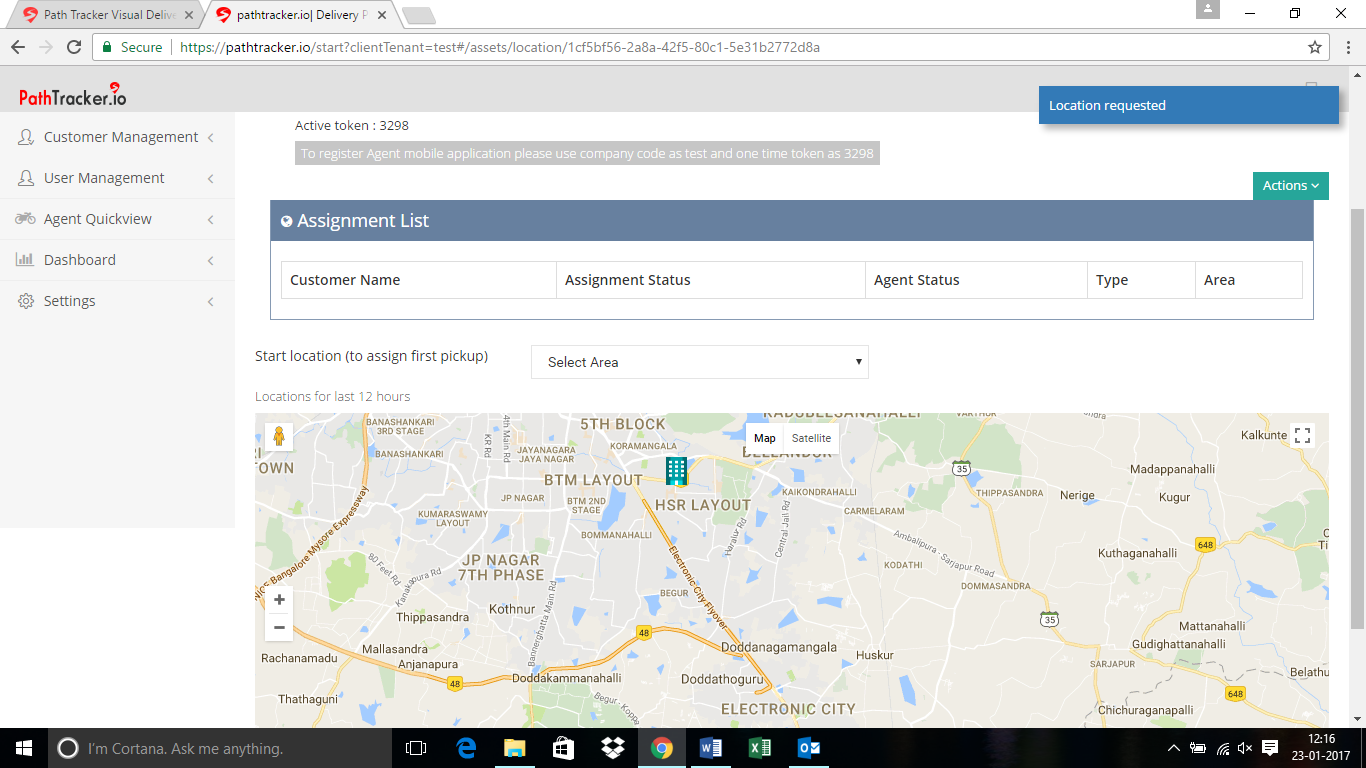 Path Tracker Visual Delive
pathtracker.io| Delivery P
Secure
https://pathtracker.io/start?clientTenant=test#/assets/location/1cf5bf56-2a8a-42f5-80c1-5e31b2772d8a
PathTracker.io
Location requested
Customer Management
User Management
Agent Quickview
Dashboard
Settings
Active token : 3298
To register Agent mobile application please use company code as test and one time token as 3298
Actions
Assignment List
Customer Name
Assignment Status
Agent Status
Type
Area
Start location (to assign first pickup)
Select Area
Locations for last 12 hours
BANASHANKARI
3RD STAGE
BANASHANKARI
KR Rd
4th Main Rd
5TH BLOCK
KORAMANGALA
JAYANAGARA
JAYA NAGAR
Map
Satellite
KADUBEESANAHALLI
BELLANDUR
VARTHUR
Kalkunte
TOWN
BTM LAYOUT
JP NAGAR
BTM 2ND
STAGE
HSR LAYOUT
KAIKONDRAHALLI
CARMELARAM
35
THIPPASANDRA
Madappanahalli
Nerige
Kugur
KUMARASWAMY
LAYOUT
BOMMANAHALLI
Haralur Rd
Central Jail Rd
Ambalipura - Sarjapur Road
648
Kuthaganahalli
Nice Bangalore Mysore Expressway
80 Feet Rd
Kanakapura Rd
JP NAGAR
7TH PHASE
Electronic City Flyover
KODATHI
DOMMASANDRA
BEGUR
Bannerghatta Main Rd
Thippasandra
Kothnur
48
35
Mattanahalli
Gudighattanahalli
Rachanamadu
Mallasandra
Anjanapura
Doddanagamangala
Huskur
SARJAPUR
Belathu
Thathaguni
48
Doddakammanahalli
Doddathoguru
648
Begur - Koppa
ELECTRONIC CITY
Chichuraganapalli
I'm Cortana. Ask me anything.
12:16
23-01-2017